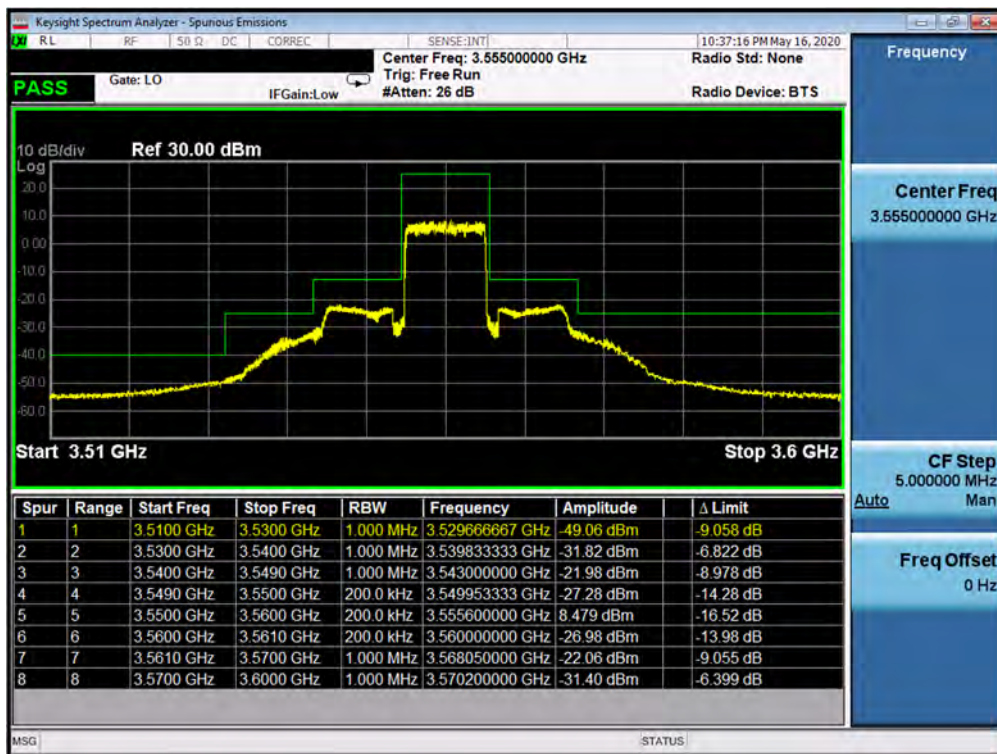 Keysight Spectrum Analyzer - Spurious Emissions
LXI RL RF 50 Ω DC CORREC SENSE:INT 10:37:16 PM May 16, 2020
Center Freq: 3.555000000 GHz Radio Std: None
PASS Gate: LO Trig: Free Run
IFGain:Low #Atten: 26 dB Radio Device: BTS
10 dB/div Ref 30.00 dBm
Log
20.0
10.0
0.00
-10.0
-20.0
-30.0
-40.0
-50.0
-60.0
Start 3.51 GHz Stop 3.6 GHz
Spur Range Start Freq Stop Freq RBW Frequency Amplitude Δ Limit
1 1 3.5100 GHz 3.5300 GHz 1.000 MHz 3.529666667 GHz -49.06 dBm -9.058 dB
2 2 3.5300 GHz 3.5400 GHz 1.000 MHz 3.539833333 GHz -31.82 dBm -6.822 dB
3 3 3.5400 GHz 3.5490 GHz 1.000 MHz 3.543000000 GHz -21.98 dBm -8.978 dB
4 4 3.5490 GHz 3.5500 GHz 200.0 kHz 3.549953333 GHz -27.28 dBm -14.28 dB
5 5 3.5500 GHz 3.5600 GHz 200.0 kHz 3.555600000 GHz 8.479 dBm -16.52 dB
6 6 3.5600 GHz 3.5610 GHz 200.0 kHz 3.560000000 GHz -26.98 dBm -13.98 dB
7 7 3.5610 GHz 3.5700 GHz 1.000 MHz 3.568050000 GHz -22.06 dBm -9.055 dB
8 8 3.5700 GHz 3.6000 GHz 1.000 MHz 3.570200000 GHz -31.40 dBm -6.399 dB
MSG STATUS
Frequency
Center Freq
3.555000000 GHz
CF Step
5.000000 MHz
Auto Man
Freq Offset
0 Hz